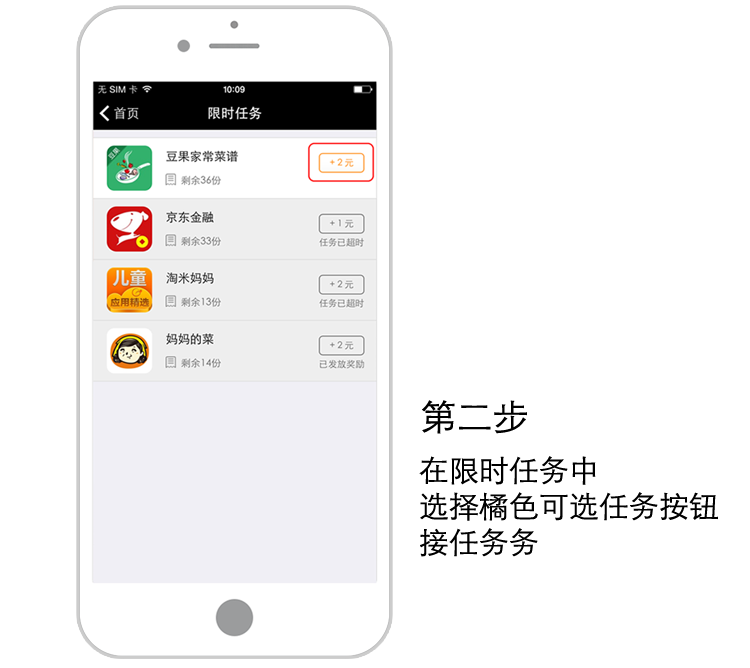 无 SIM 卡
10:09
首页
限时任务
豆果
豆果家常菜谱
+2元
剩余36份
京东金融
+1元
剩余33份
任务已超时
儿童
应用精选
淘米妈妈
+2元
剩余13份
任务已超时
妈妈的菜
+2元
剩余14份
已发放奖励
第二步
在限时任务中
选择橘色可选任务按钮
接任务务